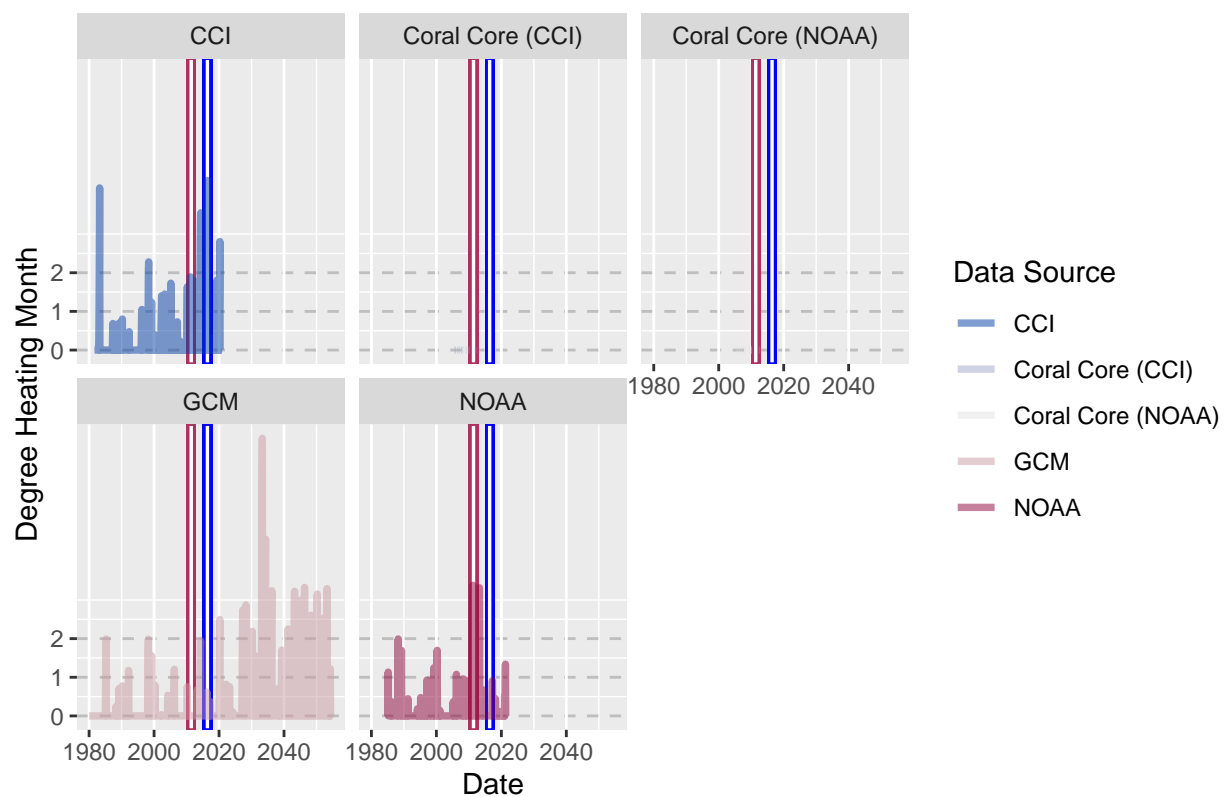 CCI
Coral Core (CCI)
Coral Core (NOAA)
2
1
0
1980 2000 2020 2040
GCM
NOAA
2
1
0
1980 2000 2020 2040
1980 2000 2020 2040
Degree Heating Month
Date
Data Source
CCI
Coral Core (CCI)
Coral Core (NOAA)
GCM
NOAA